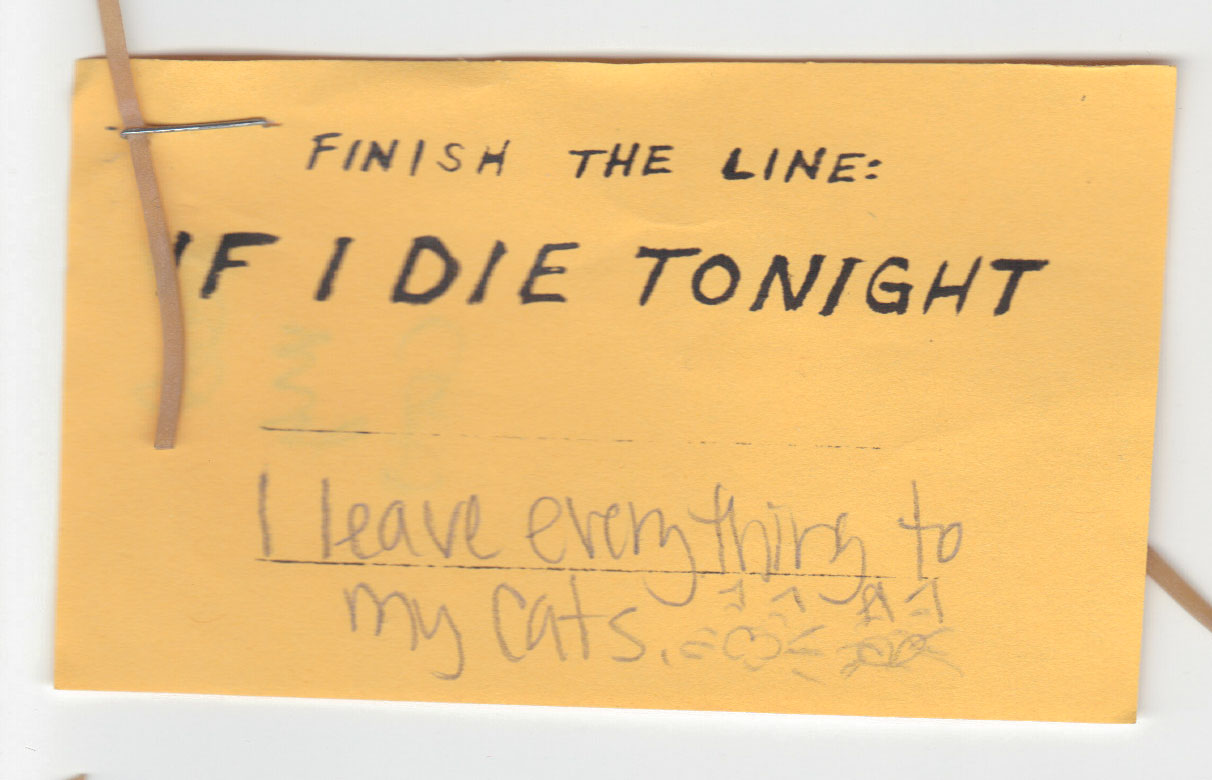 FINISH THE LINE:
IF I DIE TONIGHT
I leave everything to
my cats.